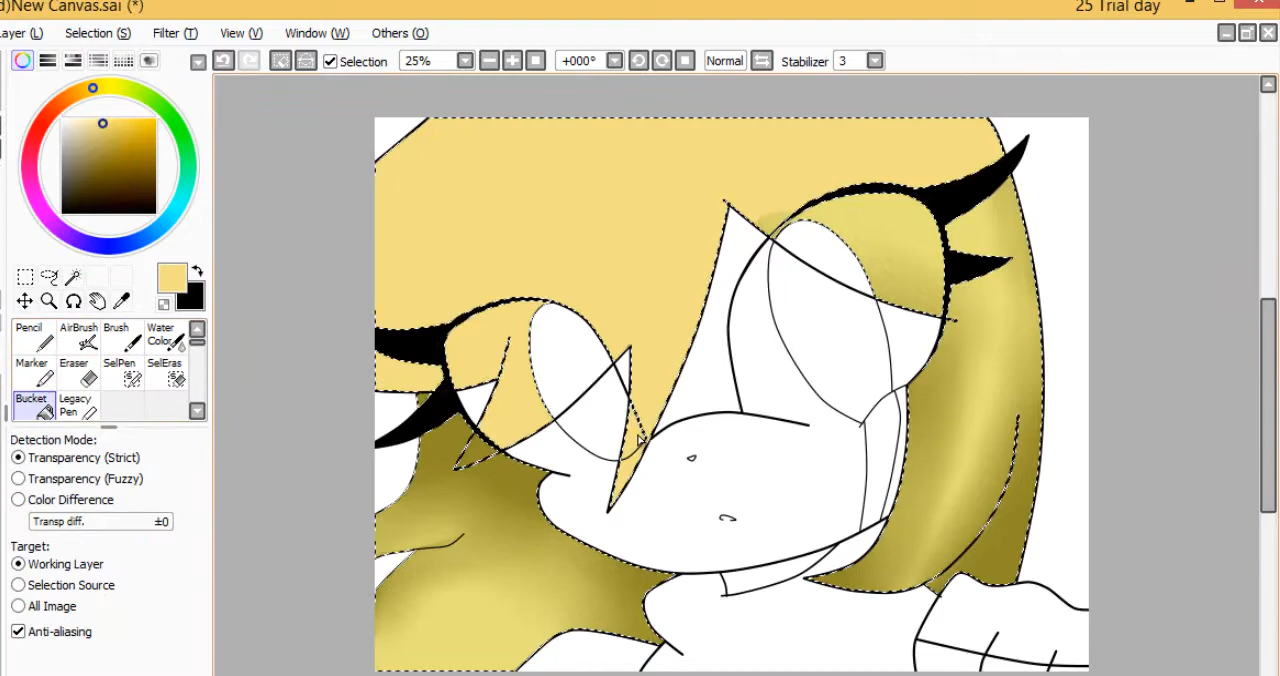 d)New Canvas.sai (*) 25 Trial day
ayer (L) Selection (S) Filter (T) View (V) Window (W) Others (O)
Selection 25% +000° Normal Stabilizer 3
Pencil AirBrush Brush Water Color
Marker Eraser SelPen SelEras
Bucket Legacy Pen
Detection Mode:
Transparency (Strict)
Transparency (Fuzzy)
Color Difference
Transp diff. ±0
Target:
Working Layer
Selection Source
All Image
Anti-aliasing